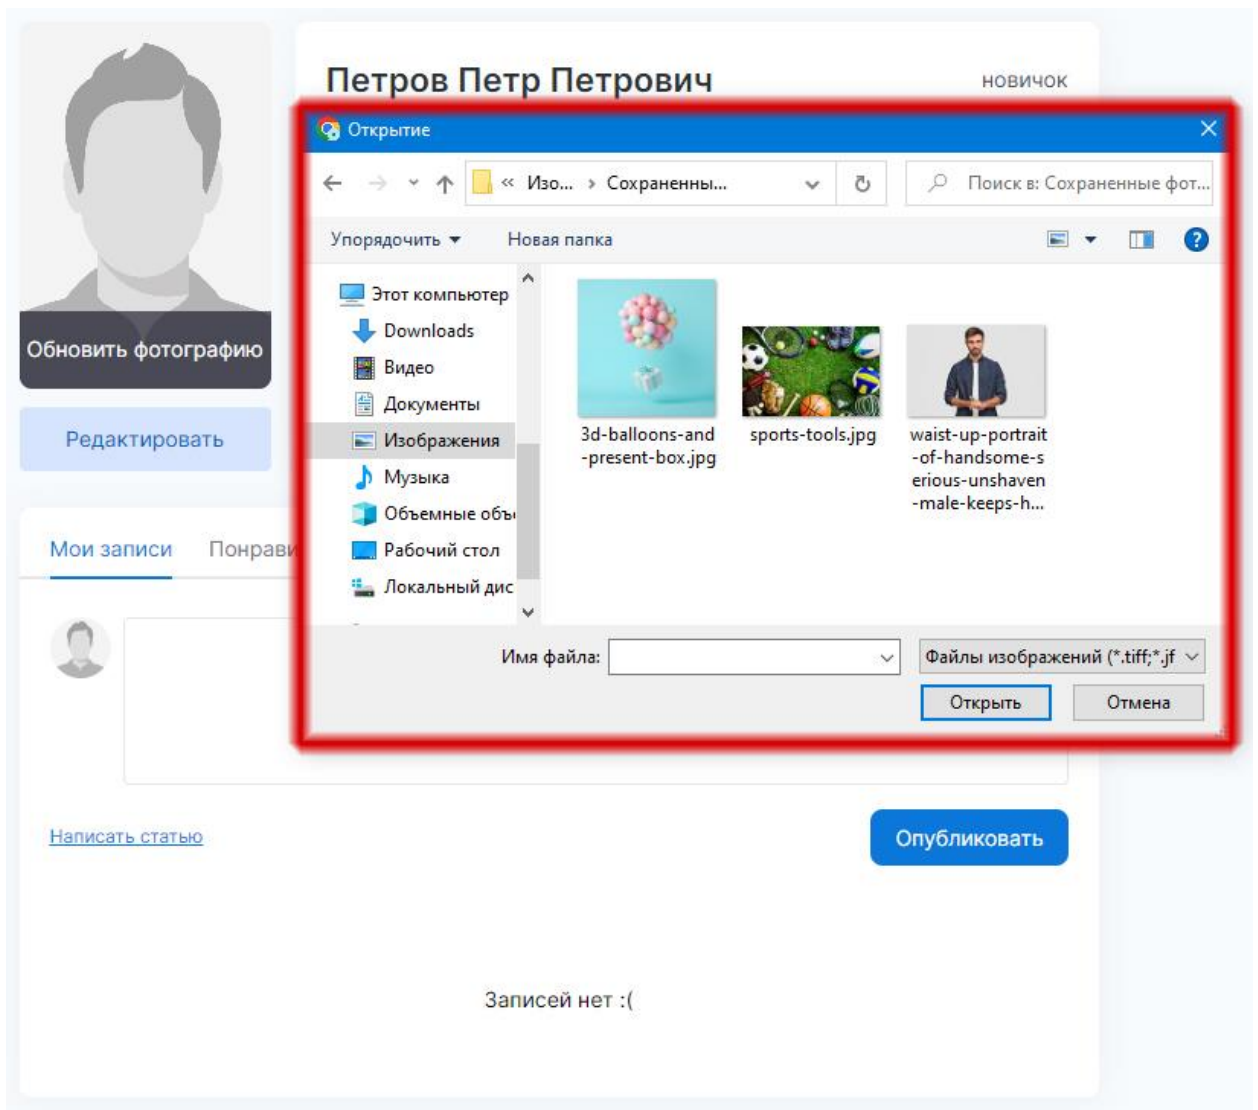 Петров Петр Петрович
новичок
Открытие
« Изо... › Сохраненны...
Поиск в: Сохраненные фот...
Упорядочить
Новая папка
Этот компьютер
Downloads
Видео
Документы
Изображения
Музыка
Объемные объ
Рабочий стол
Локальный дис
3d-balloons-and
-present-box.jpg
sports-tools.jpg
waist-up-portrait
-of-handsome-s
erious-unshaven
-male-keeps-h...
Имя файла:
Файлы изображений (*.tiff;*.jf
Открыть
Отмена
Обновить фотографию
Редактировать
Мои записи
Понрави
Написать статью
Опубликовать
Записей нет :(